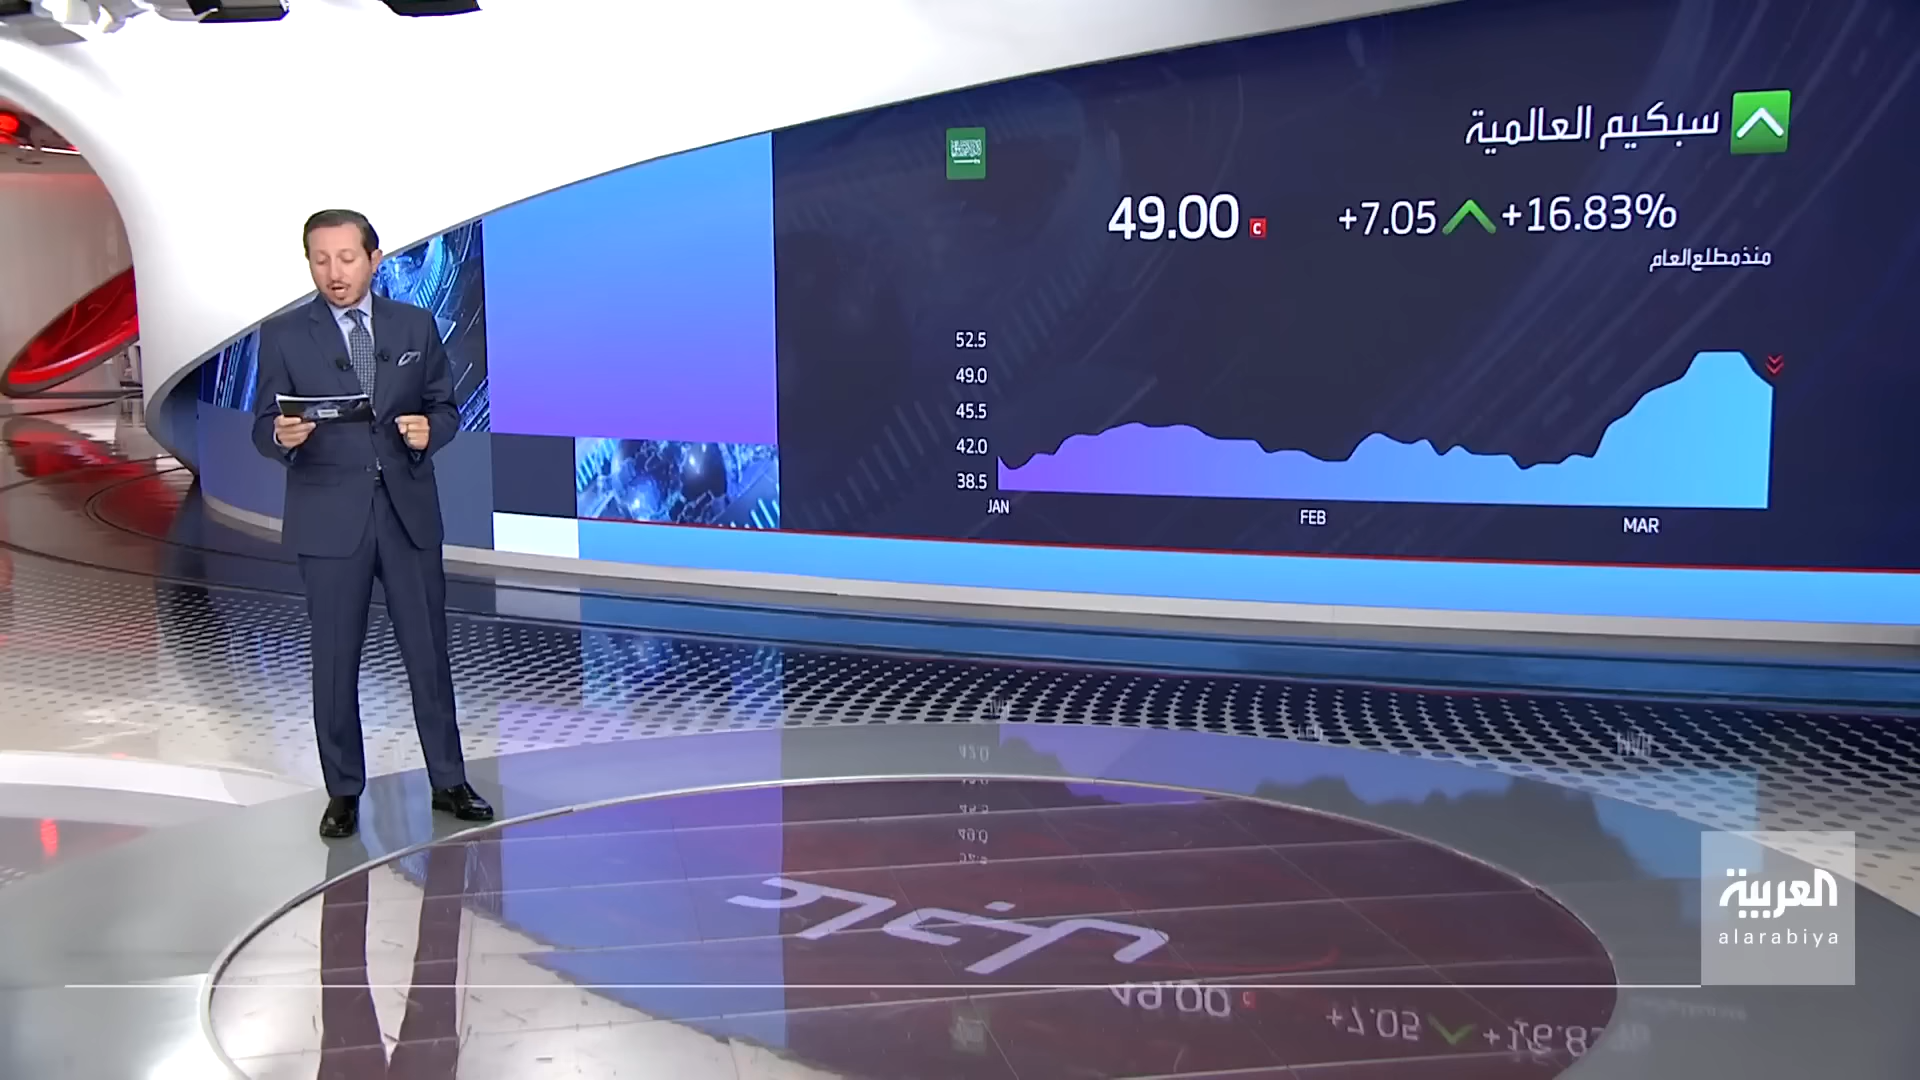 سبكيم العالمية
49.00 c +7.05 +16.83%
منذ مطلع العام
52.5
49.0
45.5
42.0
38.5
JAN FEB MAR
العربية
alarabiya